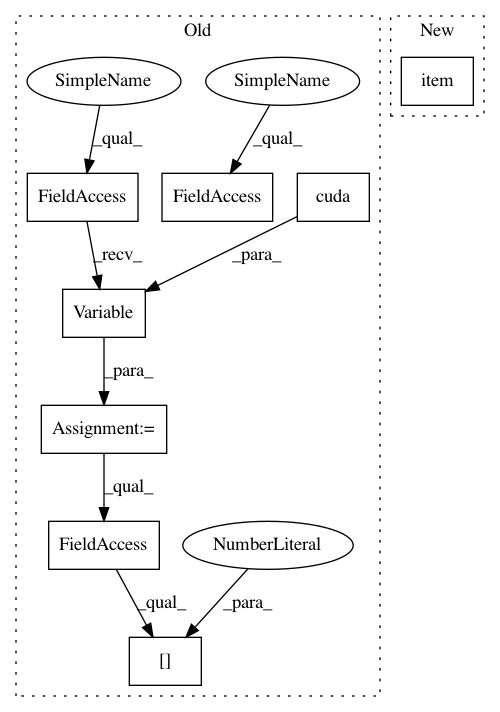 Old
New
SimpleName
SimpleName
item
_qual_
_qual_
FieldAccess
FieldAccess
cuda
_recv_
_para_
Variable
_para_
Assignment:=
_qual_
FieldAccess
NumberLiteral
_qual_
_para_
[]